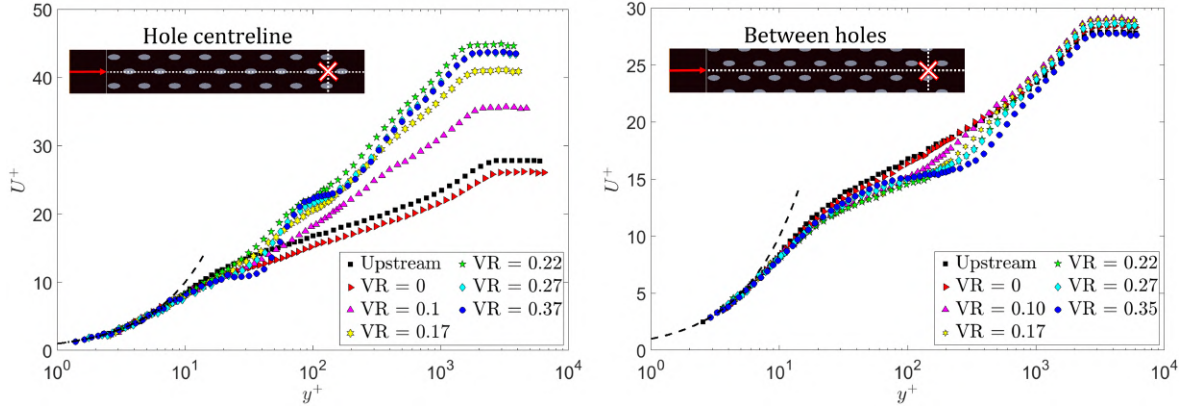 Hole centreline
50
40
30
20
10
0
U+
10^0
10^1
10^2
10^3
10^4
y+
Upstream
VR = 0
VR = 0.1
VR = 0.17
VR = 0.22
VR = 0.27
VR = 0.37
Between holes
30
25
20
15
10
5
0
U+
10^0
10^1
10^2
10^3
10^4
y+
Upstream
VR = 0
VR = 0.10
VR = 0.17
VR = 0.22
VR = 0.27
VR = 0.35